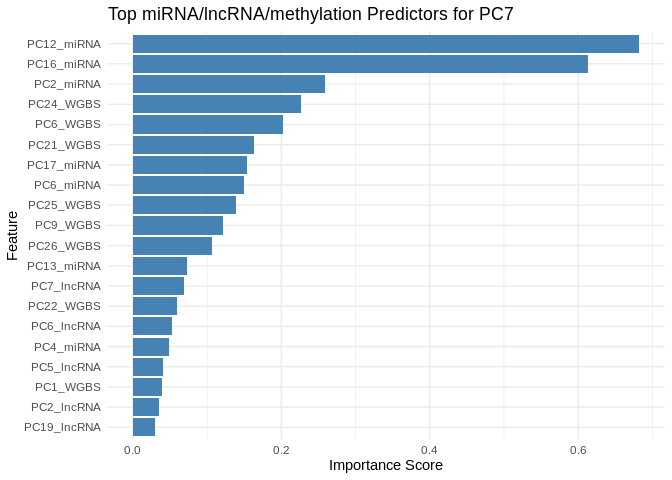 Top miRNA/lncRNA/methylation Predictors for PC7
PC12_miRNA
PC16_miRNA
PC2_miRNA
PC24_WGBS
PC6_WGBS
PC21_WGBS
PC17_miRNA
PC6_miRNA
PC25_WGBS
PC9_WGBS
PC26_WGBS
PC13_miRNA
PC7_lncRNA
PC22_WGBS
PC6_lncRNA
PC4_miRNA
PC5_lncRNA
PC1_WGBS
PC2_lncRNA
PC19_lncRNA
Feature
0.0 0.2 0.4 0.6
Importance Score